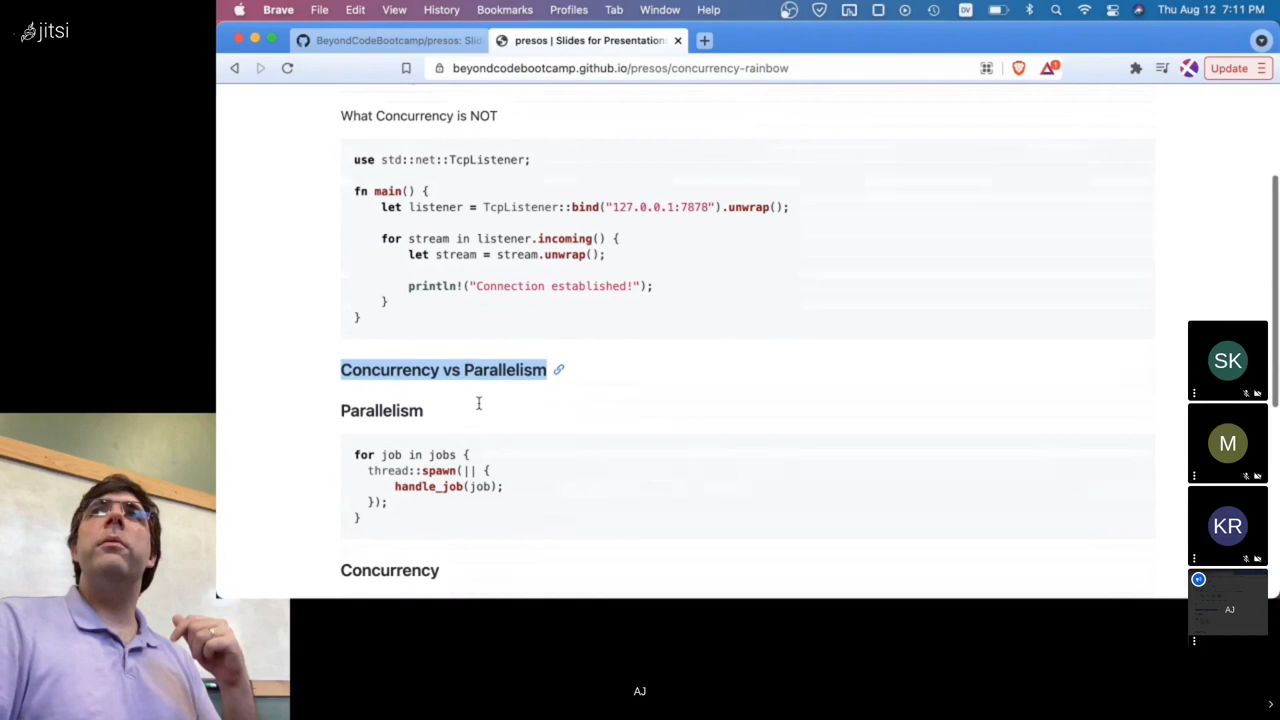 jitsi
Brave File Edit View History Bookmarks Profiles Tab Window Help DV Thu Aug 12 7:11 PM
BeyondCodeBootcamp/presos: Slid
presos | Slides for Presentation
beyondcodebootcamp.github.io/presos/concurrency-rainbow
1
Update
What Concurrency is NOT
use std::net::TcpListener;
fn main() {
let listener = TcpListener::bind("127.0.0.1:7878").unwrap();
for stream in listener.incoming() {
let stream = stream.unwrap();
println!("Connection established!");
}
}
Concurrency vs Parallelism
Parallelism
for job in jobs {
thread::spawn(|| {
handle_job(job);
});
}
Concurrency
SK
M
KR
AJ
AJ